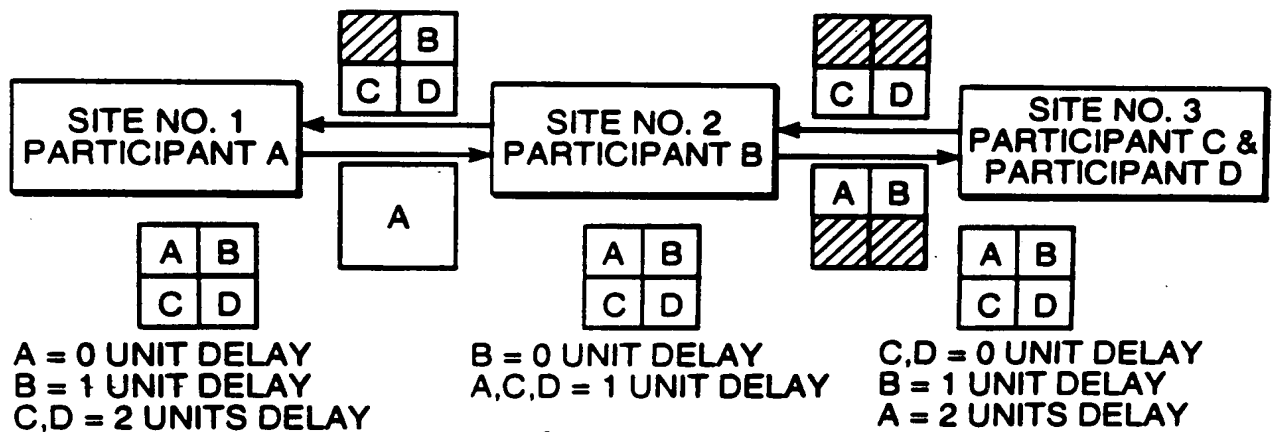 B
C D
C D
SITE NO. 1
PARTICIPANT A
SITE NO. 2
PARTICIPANT B
SITE NO. 3
PARTICIPANT C &
PARTICIPANT D
A
A B
A B
C D
A B
C D
A B
C D
A = 0 UNIT DELAY
B = 1 UNIT DELAY
C,D = 2 UNITS DELAY
B = 0 UNIT DELAY
A,C,D = 1 UNIT DELAY
C,D = 0 UNIT DELAY
B = 1 UNIT DELAY
A = 2 UNITS DELAY